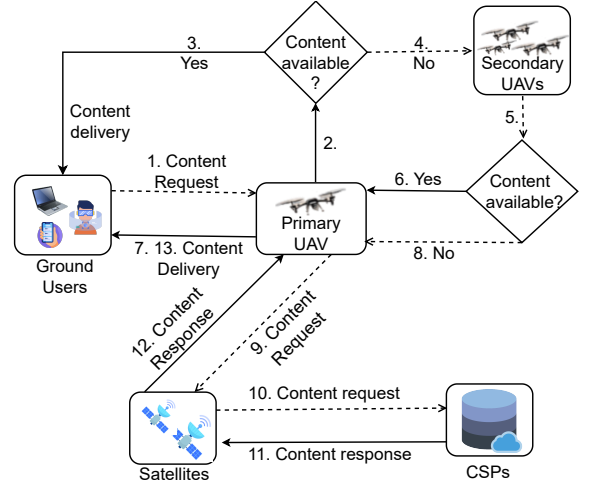 3.
Yes
Content
available
?
4.
No
Secondary
UAVs
Content
delivery
2.
5.
1. Content
Request
6. Yes
Content
available?
Primary
UAV
7. 13. Content
Delivery
8. No
Ground
Users
12. Content
Response
9. Content
Request
10. Content request
11. Content response
Satellites
CSPs